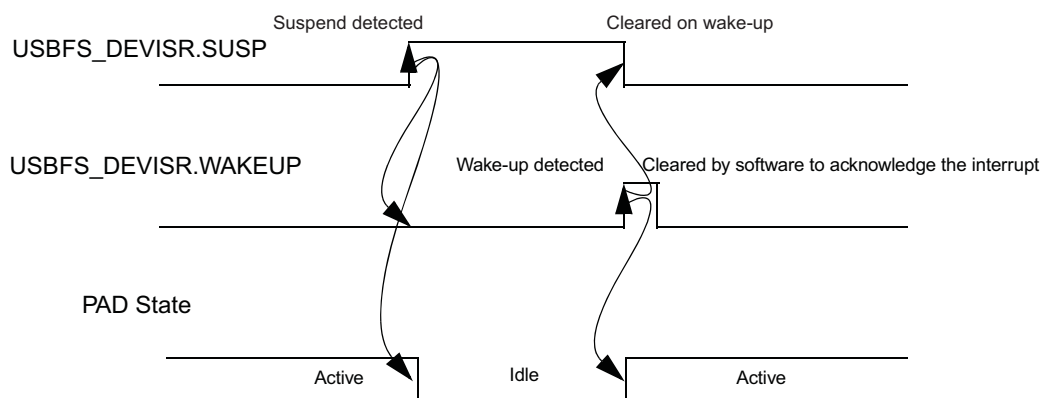 Suspend detected
Cleared on wake-up
USBFS_DEVISR.SUSP
USBFS_DEVISR.WAKEUP
Wake-up detected
Cleared by software to acknowledge the interrupt
PAD State
Active
Idle
Active